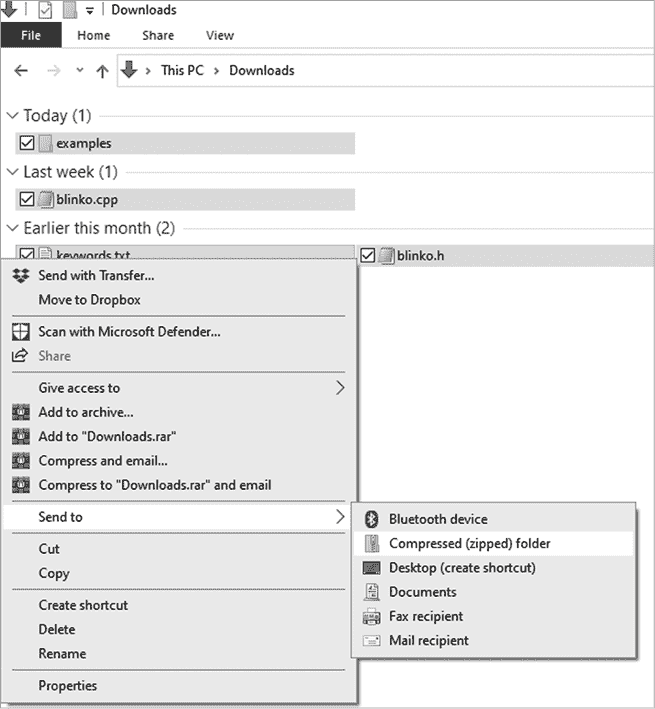 Downloads
File Home Share View
This PC > Downloads
Today (1)
examples
Last week (1)
blinko.cpp
Earlier this month (2)
keywords.txt blinko.h
Send with Transfer...
Move to Dropbox
Scan with Microsoft Defender...
Share
Give access to
Add to archive...
Add to "Downloads.rar"
Compress and email...
Compress to "Downloads.rar" and email
Send to
Cut
Copy
Create shortcut
Delete
Rename
Properties
Bluetooth device
Compressed (zipped) folder
Desktop (create shortcut)
Documents
Fax recipient
Mail recipient